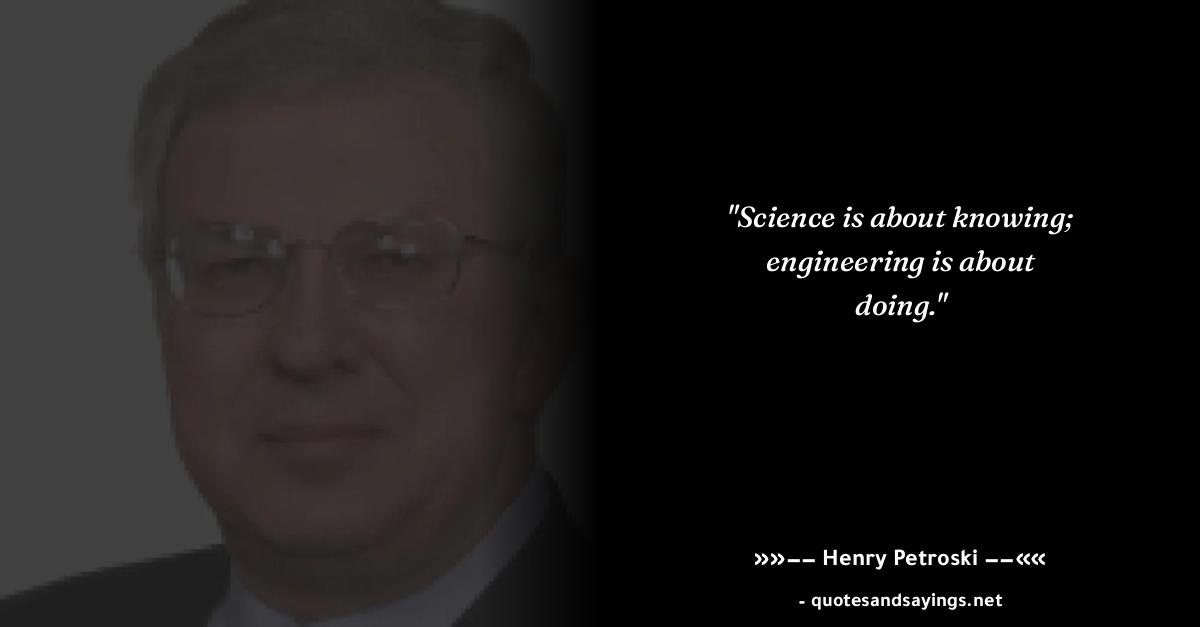 "Science is about knowing;
engineering is about
doing."
»»−− Henry Petroski −−««
- quotesandsayings.net